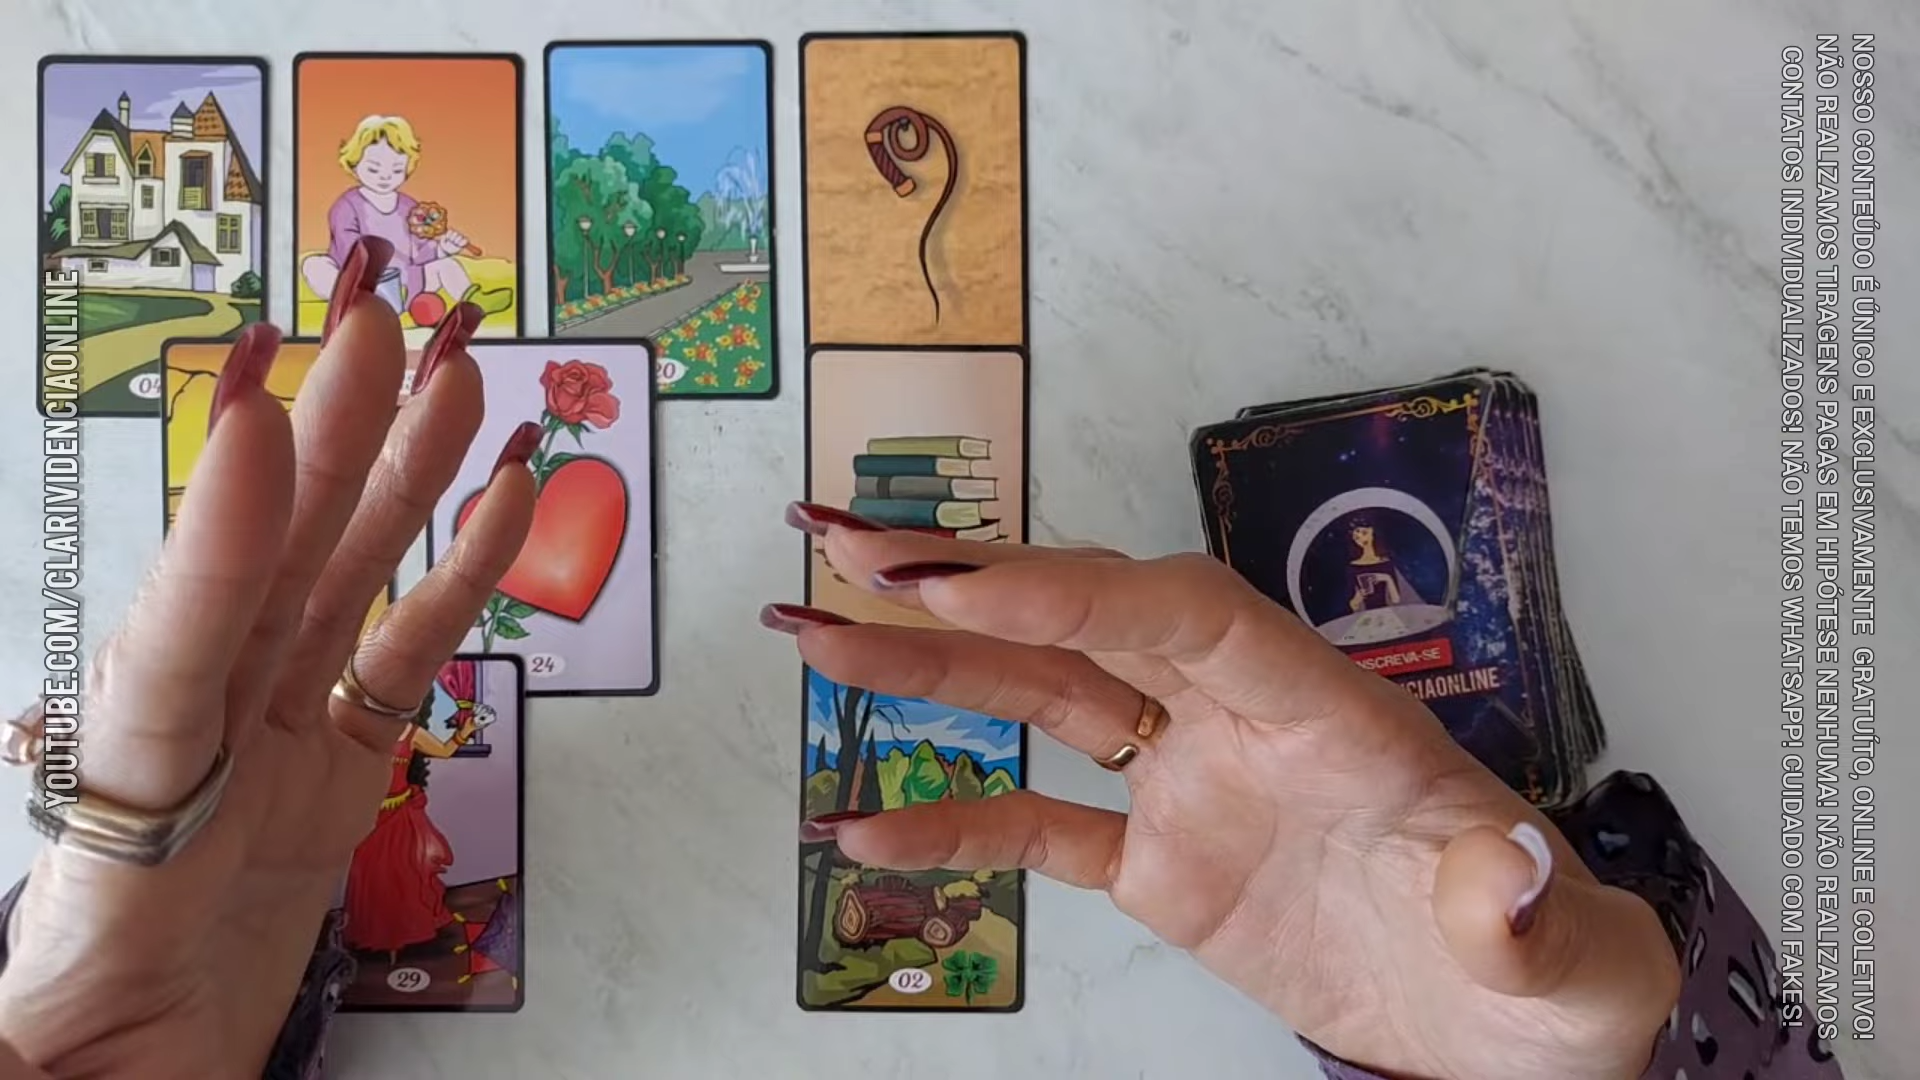 YOUTUBE.COM/CLARIVIDENCIAONLINE
NOSSO CONTEÚDO É ÚNICO E EXCLUSIVAMENTE GRATUÍTO, ONLINE E COLETIVO!
NÃO REALIZAMOS TIRAGENS PAGAS EM HIPÓTESE NENHUMA! NÃO REALIZAMOS
CONTATOS INDIVIDUALIZADOS! NÃO TEMOS WHATSAPP! CUIDADO COM FAKES!
04
20
24
29
02
NSCREVA-SE
CIAONLINE